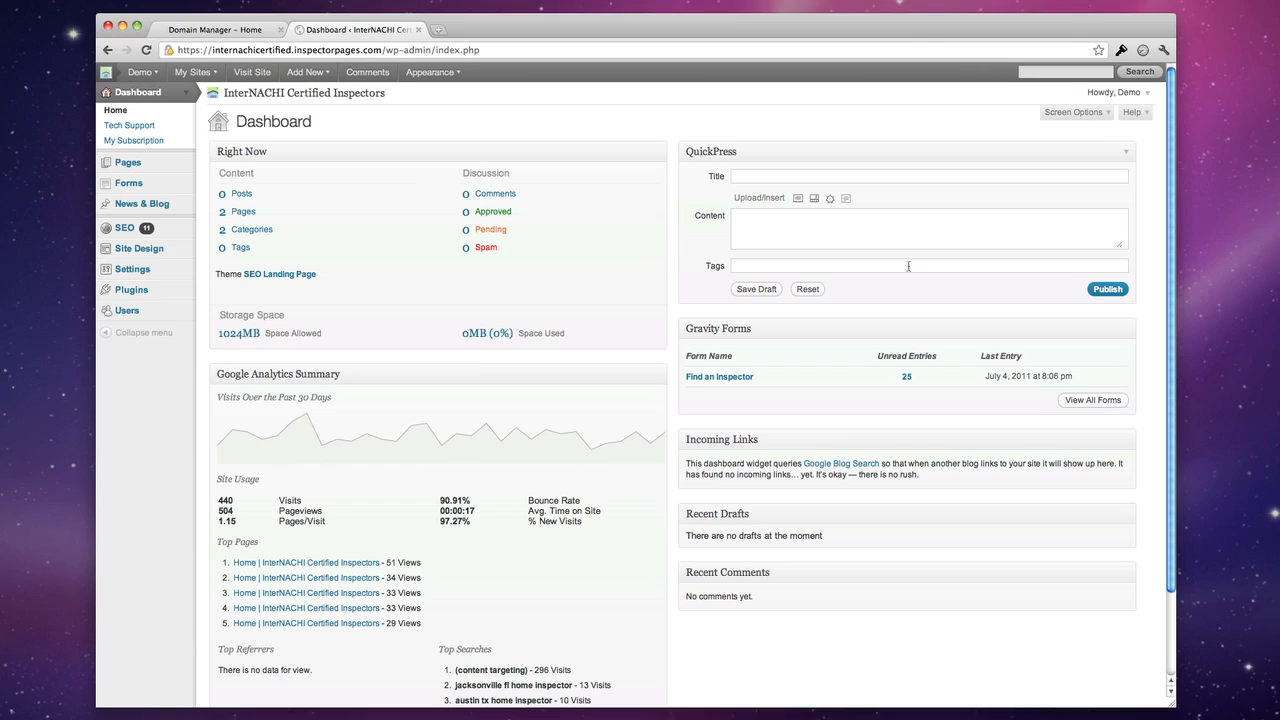 Domain Manager – Home
Dashboard ‹ InterNACHI Cer
https://internachicertified.inspectorpages.com/wp-admin/index.php
Demo My Sites Visit Site Add New Comments Appearance Search
Dashboard
Home
Tech Support
My Subscription
Pages
Forms
News & Blog
SEO 11
Site Design
Settings
Plugins
Users
Collapse menu
InterNACHI Certified Inspectors
Howdy, Demo
Screen Options Help
Dashboard
Right Now
Content Discussion
0 Posts 0 Comments
2 Pages 0 Approved
2 Categories 0 Pending
0 Tags 0 Spam
Theme SEO Landing Page
Storage Space
1024MB Space Allowed 0MB (0%) Space Used
Google Analytics Summary
Visits Over the Past 30 Days
Site Usage
440 Visits 90.91% Bounce Rate
504 Pageviews 00:00:17 Avg. Time on Site
1.15 Pages/Visit 97.27% % New Visits
Top Pages
1. Home | InterNACHI Certified Inspectors - 51 Views
2. Home | InterNACHI Certified Inspectors - 34 Views
3. Home | InterNACHI Certified Inspectors - 33 Views
4. Home | InterNACHI Certified Inspectors - 33 Views
5. Home | InterNACHI Certified Inspectors - 29 Views
Top Referrers
There is no data for view.
Top Searches
1. (content targeting) - 296 Visits
2. jacksonville fl home inspector - 13 Visits
3. austin tx home inspector - 10 Visits
QuickPress
Title
Upload/Insert
Content
Tags
Save Draft Reset Publish
Gravity Forms
Form Name Unread Entries Last Entry
Find an Inspector 25 July 4, 2011 at 8:06 pm
View All Forms
Incoming Links
This dashboard widget queries Google Blog Search so that when another blog links to your site it will show up here. It
has found no incoming links… yet. It's okay — there is no rush.
Recent Drafts
There are no drafts at the moment
Recent Comments
No comments yet.